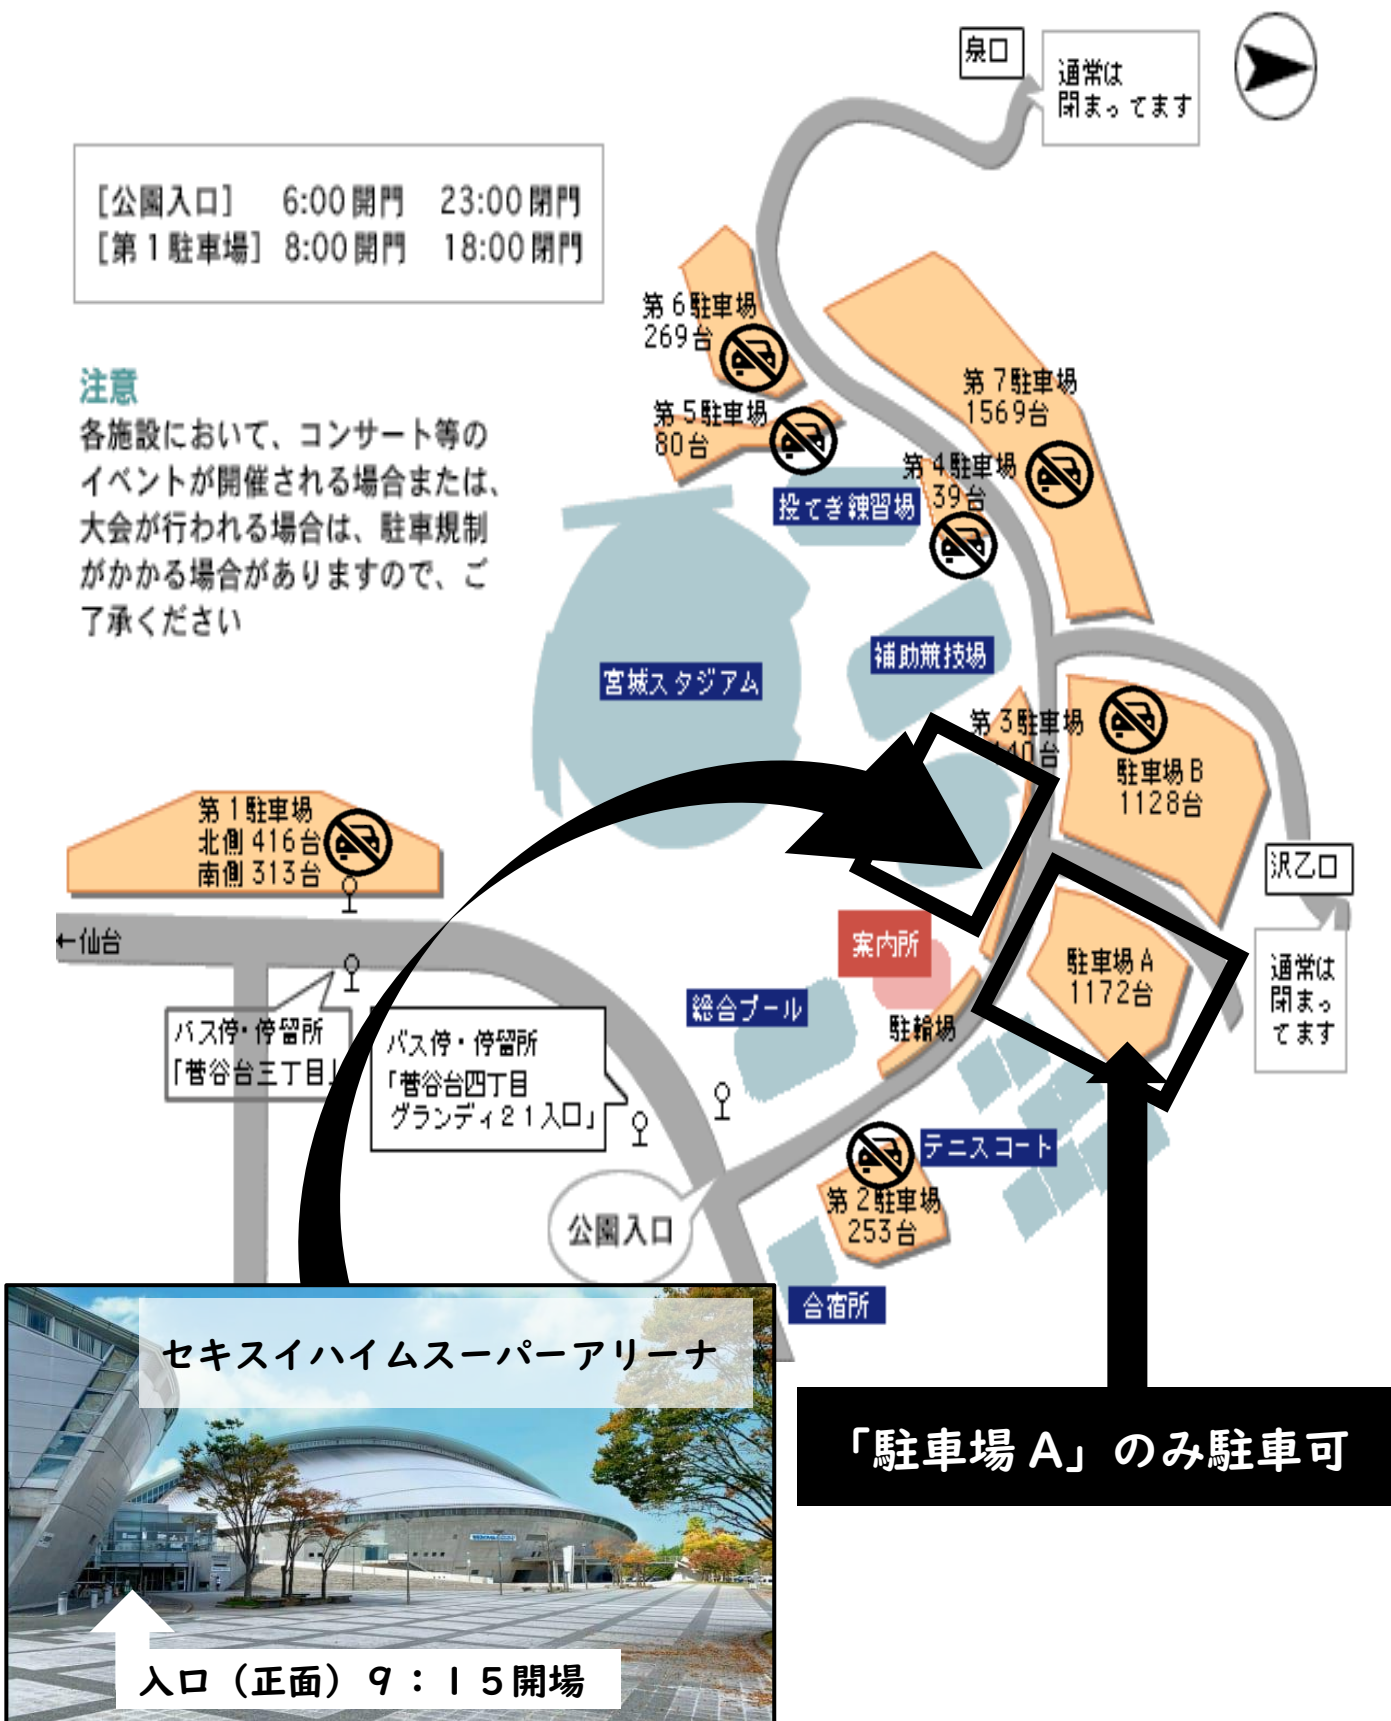 泉口
通常は
閉まってます
[公園入口] 6:00開門 23:00閉門
[第1駐車場] 8:00開門 18:00閉門
注意
各施設において、コンサート等の
イベントが開催される場合または、
大会が行われる場合は、駐車規制
がかかる場合がありますので、ご
了承ください
第6駐車場
269台
第5駐車場
80台
第7駐車場
1569台
第4駐車場
39台
投てき練習場
補助競技場
宮城スタジアム
第3駐車場
140台
駐車場B
1128台
第1駐車場
北側416台
南側313台
沢乙口
通常は
閉まっ
てます
←仙台
案内所
駐車場A
1172台
総合プール
駐輪場
バス停・停留所
「菅谷台三丁目」
バス停・停留所
「菅谷台四丁目
グランディ21入口」
テニスコート
第2駐車場
253台
公園入口
合宿所
セキスイハイムスーパーアリーナ
「駐車場A」のみ駐車可
入口（正面）9：15開場